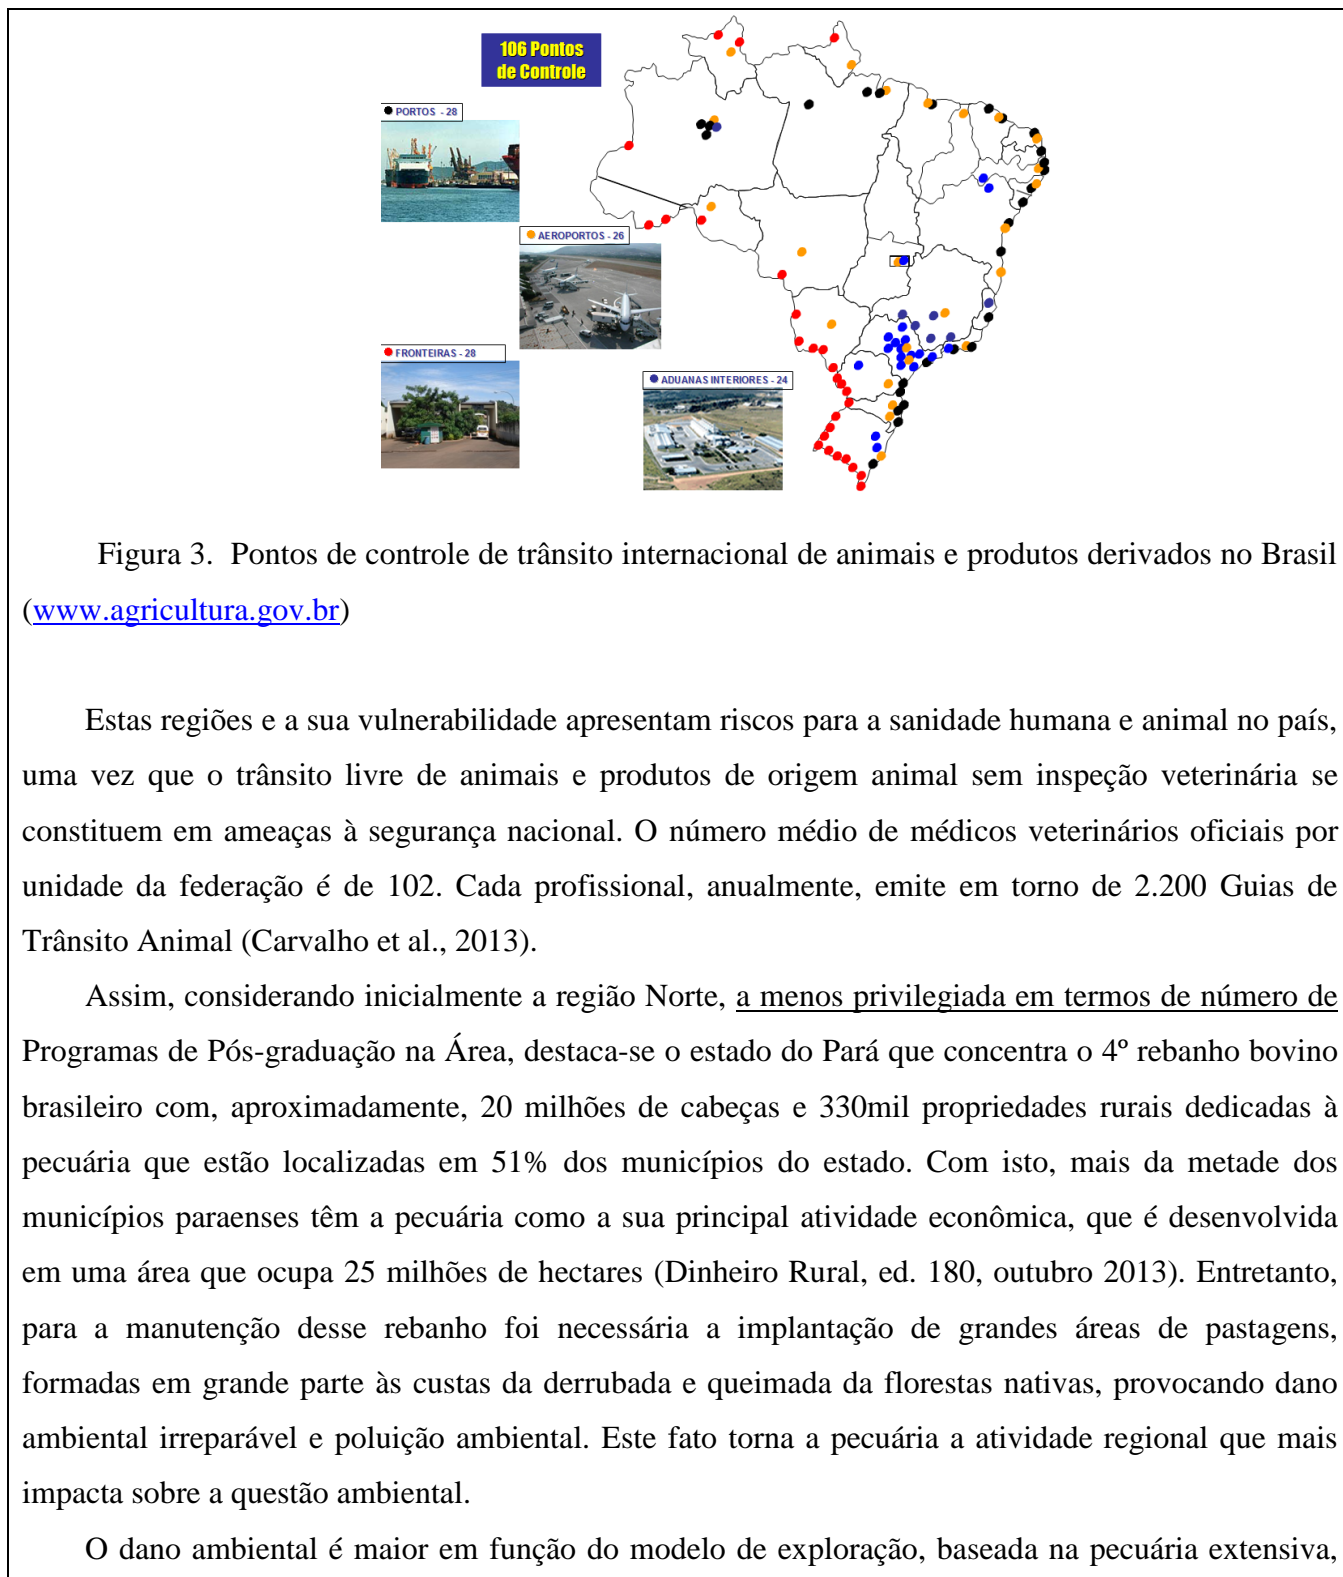 106 Pontos
de Controle
PORTOS - 28
AEROPORTOS - 26
FRONTEIRAS - 28
ADUANAS INTERIORES - 24
Figura 3. Pontos de controle de trânsito internacional de animais e produtos derivados no Brasil
(www.agricultura.gov.br)
Estas regiões e a sua vulnerabilidade apresentam riscos para a sanidade humana e animal no país,
uma vez que o trânsito livre de animais e produtos de origem animal sem inspeção veterinária se
constituem em ameaças à segurança nacional. O número médio de médicos veterinários oficiais por
unidade da federação é de 102. Cada profissional, anualmente, emite em torno de 2.200 Guias de
Trânsito Animal (Carvalho et al., 2013).
Assim, considerando inicialmente a região Norte, a menos privilegiada em termos de número de
Programas de Pós-graduação na Área, destaca-se o estado do Pará que concentra o 4º rebanho bovino
brasileiro com, aproximadamente, 20 milhões de cabeças e 330mil propriedades rurais dedicadas à
pecuária que estão localizadas em 51% dos municípios do estado. Com isto, mais da metade dos
municípios paraenses têm a pecuária como a sua principal atividade econômica, que é desenvolvida
em uma área que ocupa 25 milhões de hectares (Dinheiro Rural, ed. 180, outubro 2013). Entretanto,
para a manutenção desse rebanho foi necessária a implantação de grandes áreas de pastagens,
formadas em grande parte às custas da derrubada e queimada da florestas nativas, provocando dano
ambiental irreparável e poluição ambiental. Este fato torna a pecuária a atividade regional que mais
impacta sobre a questão ambiental.
O dano ambiental é maior em função do modelo de exploração, baseada na pecuária extensiva,